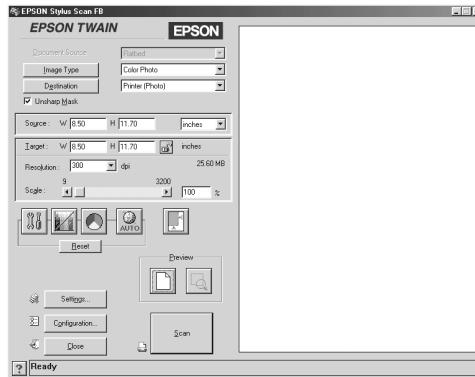 EPSON Stylus Scan FB
EPSON TWAIN EPSON
Document Source Flatbed
Image Type Color Photo
Destination Printer (Photo)
Unsharp Mask
Source: W 8.50 H 11.70 inches
Target: W 8.50 H 11.70 inches
Resolution: 300 dpi 25.60 MB
9 3200
Scale: 100 %
AUTO
Reset
Preview
Settings...
Configuration...
Scan
Close
? Ready